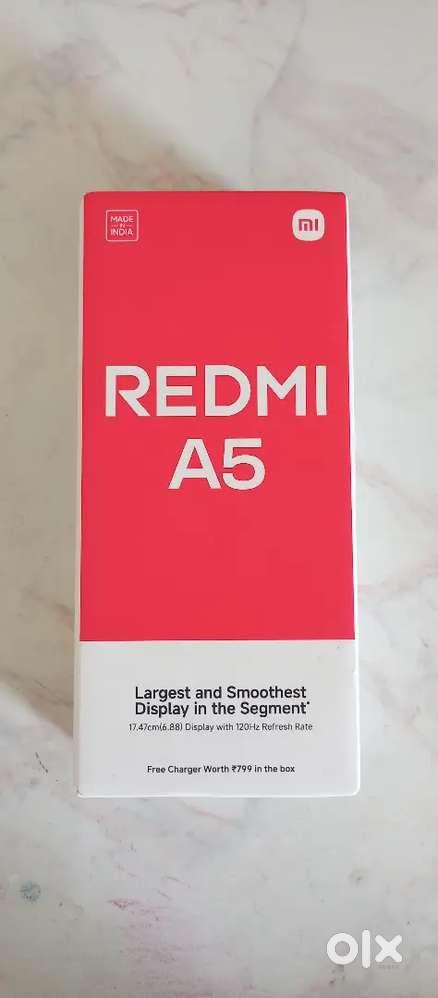 MADE
IN
INDIA
mi
REDMI
A5
Largest and Smoothest
Display in the Segment*
17.47cm(6.88) Display with 120Hz Refresh Rate
Free Charger Worth ₹799 in the box
olx